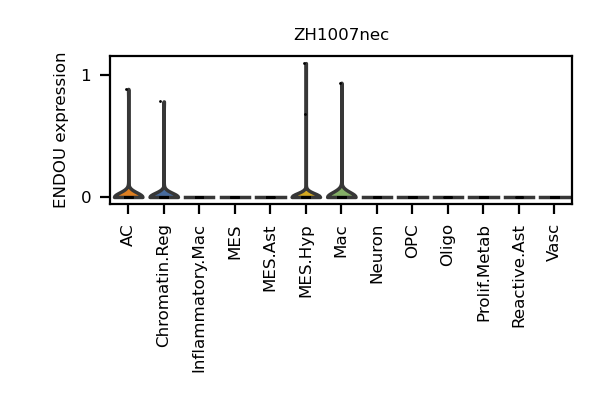 ZH1007nec
ENDOU expression
1
0
AC
Chromatin.Reg
Inflammatory.Mac
MES
MES.Ast
MES.Hyp
Mac
Neuron
OPC
Oligo
Prolif.Metab
Reactive.Ast
Vasc